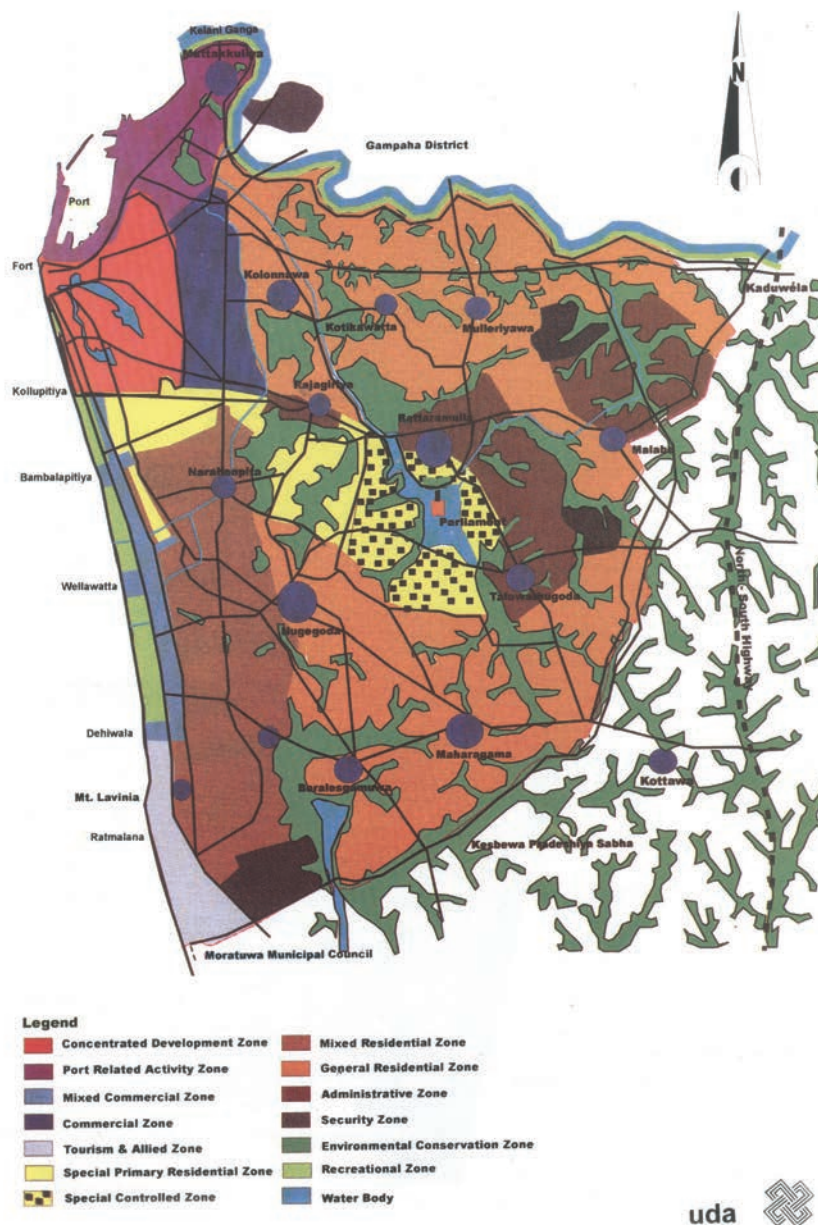 Kelani Ganga
Mattakkuliya
N
Gampaha District
Port
Fort
Kaduwela
Kolonnawa
Kotikawatta
Mulleriyawa
Kollupitiya
Rajagiriya
Battaramulla
Malabe
Narahenpita
Bambalapitiya
Parliament
North - South Highway
Wellawatta
Talawathugoda
Nugegoda
Dehiwala
Maharagama
Boralesgamuwa
Kottawa
Mt. Lavinia
Ratmalana
Kesbewa Pradeshiya Sabha
Moratuwa Municipal Council
Legend
Concentrated Development Zone
Port Related Activity Zone
Mixed Commercial Zone
Commercial Zone
Tourism & Allied Zone
Special Primary Residential Zone
Special Controlled Zone
Mixed Residential Zone
General Residential Zone
Administrative Zone
Security Zone
Environmental Conservation Zone
Recreational Zone
Water Body
uda